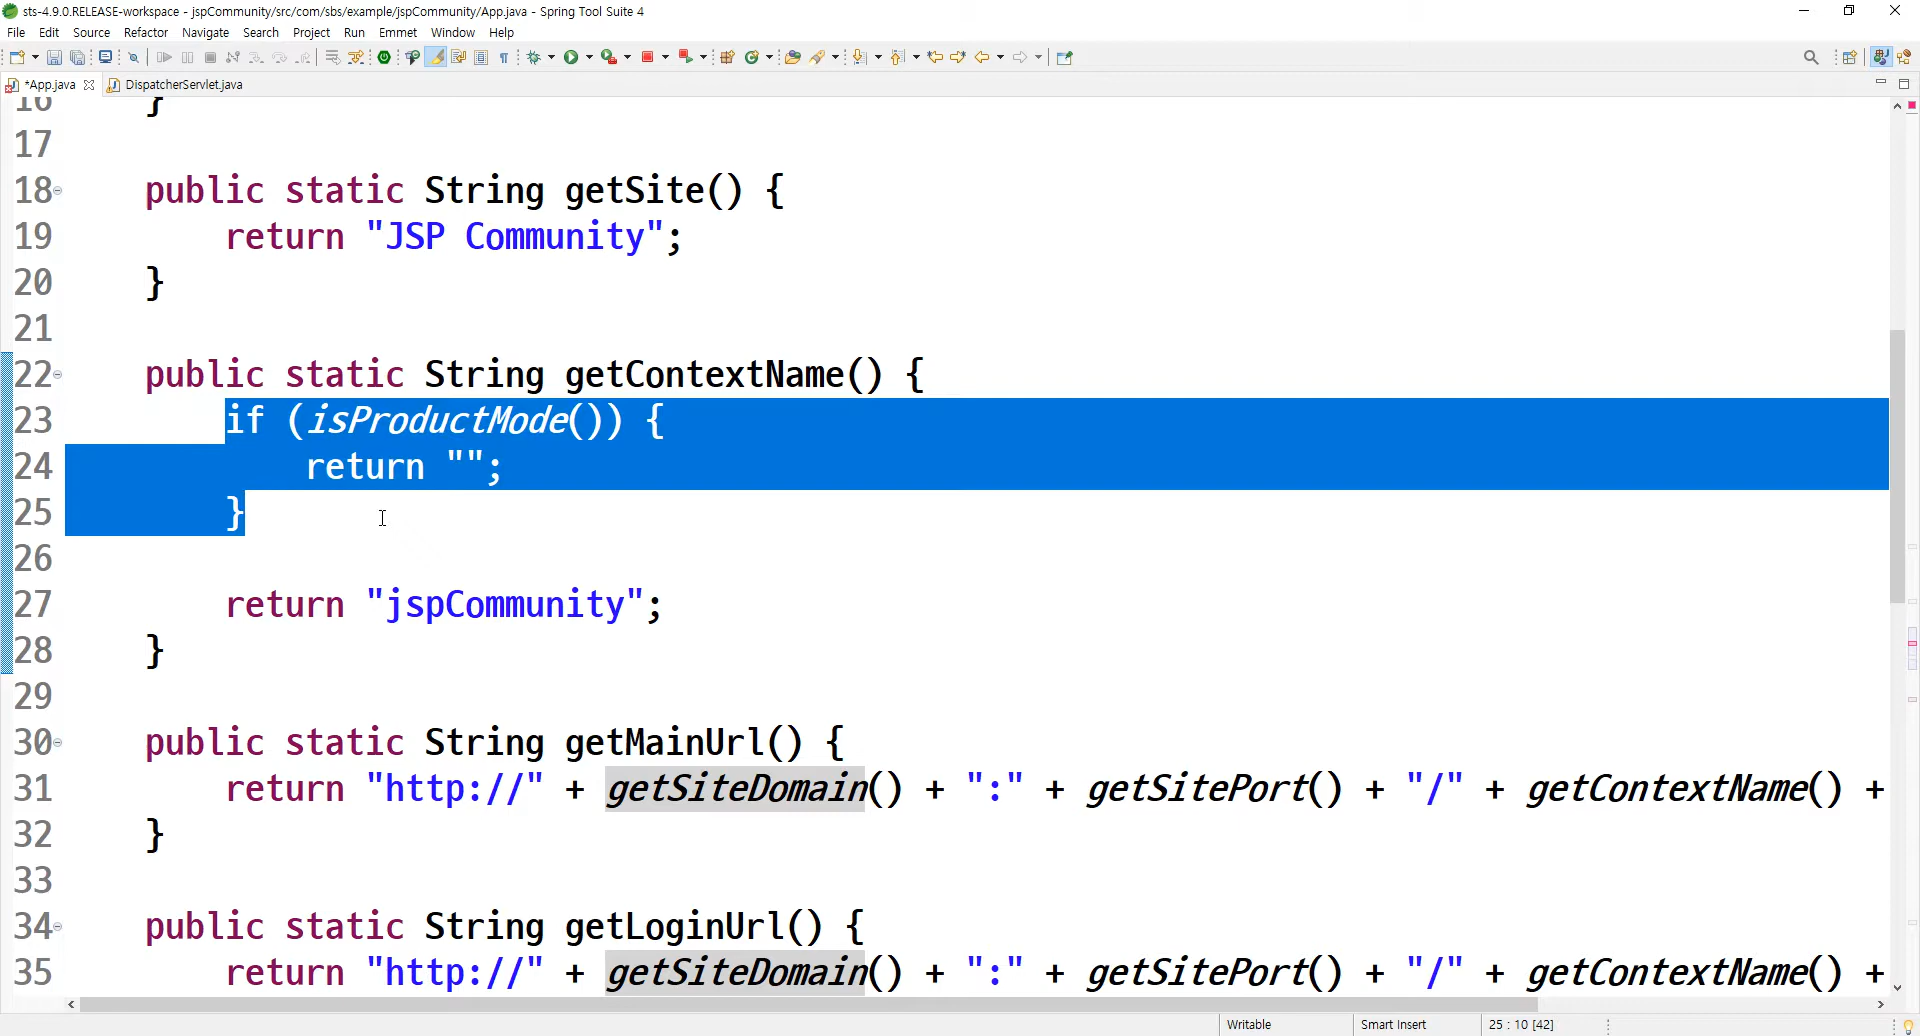 sts-4.9.0.RELEASE-workspace - jspCommunity/src/com/sbs/example/jspCommunity/App.java - Spring Tool Suite 4
File Edit Source Refactor Navigate Search Project Run Emmet Window Help
*App.java DispatcherServlet.java
16 }
17
18 public static String getSite() {
19 return "JSP Community";
20 }
21
22 public static String getContextName() {
23 if (isProductMode()) {
24 return "";
25 }
26
27 return "jspCommunity";
28 }
29
30 public static String getMainUrl() {
31 return "http://" + getSiteDomain() + ":" + getSitePort() + "/" + getContextName() +
32 }
33
34 public static String getLoginUrl() {
35 return "http://" + getSiteDomain() + ":" + getSitePort() + "/" + getContextName() +
Writable Smart Insert 25 : 10 [42]